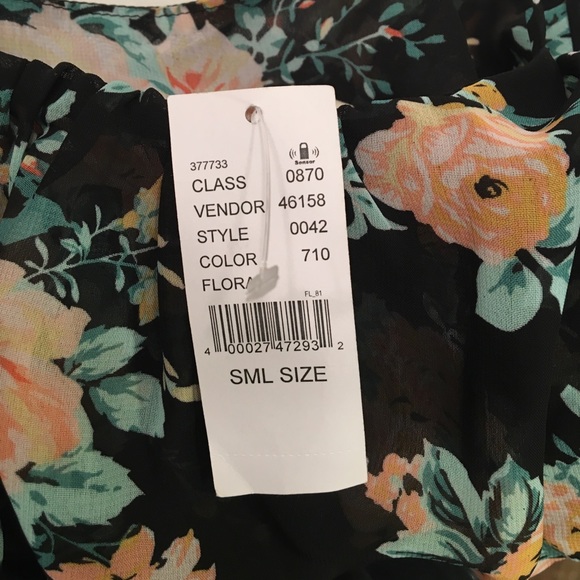 377733
Sensor
CLASS 0870
VENDOR 46158
STYLE 0042
COLOR 710
FLORA
FL_81
4 00027 47293 2
SML SIZE